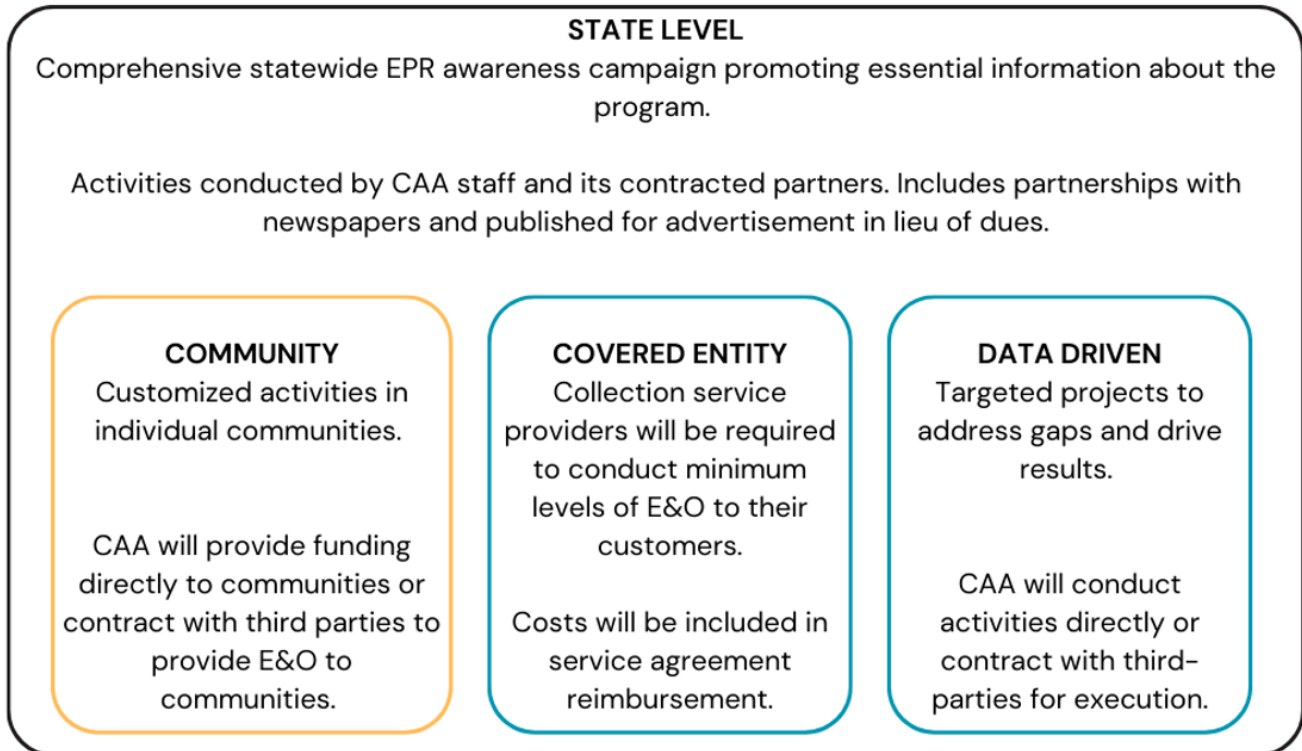 STATE LEVEL
Comprehensive statewide EPR awareness campaign promoting essential information about the
program.
Activities conducted by CAA staff and its contracted partners. Includes partnerships with
newspapers and published for advertisement in lieu of dues.
COMMUNITY
Customized activities in
individual communities.
CAA will provide funding
directly to communities or
contract with third parties to
provide E&O to
communities.
COVERED ENTITY
Collection service
providers will be required
to conduct minimum
levels of E&O to their
customers.
Costs will be included in
service agreement
reimbursement.
DATA DRIVEN
Targeted projects to
address gaps and drive
results.
CAA will conduct
activities directly or
contract with third-
parties for execution.